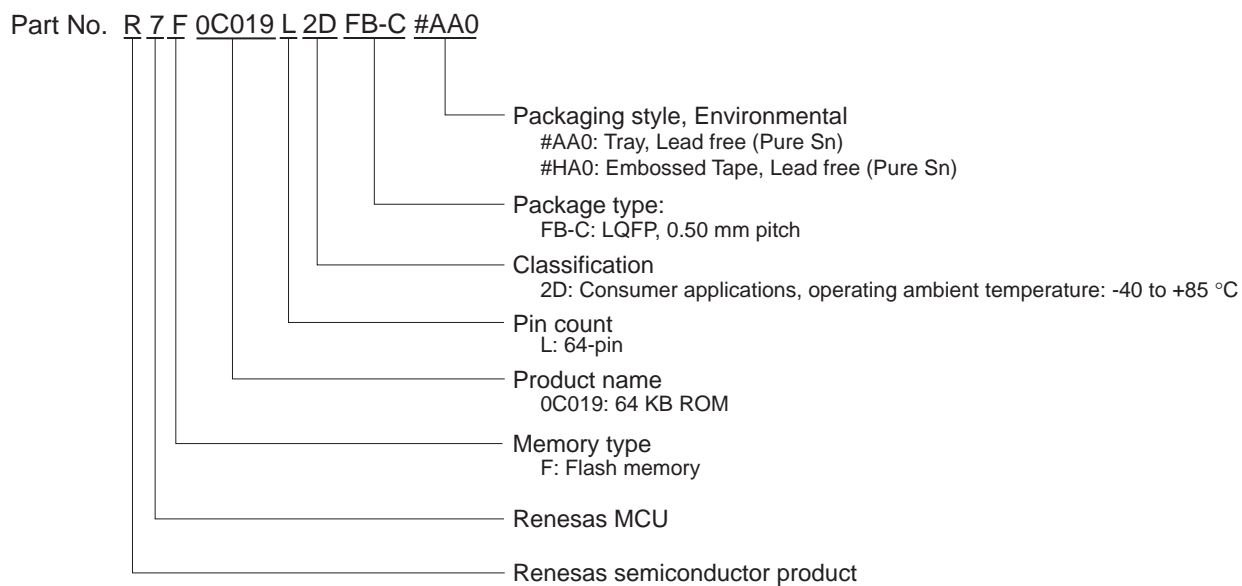 Part No. R 7 F 0C019 L 2D FB-C #AA0
Packaging style, Environmental
#AA0: Tray, Lead free (Pure Sn)
#HA0: Embossed Tape, Lead free (Pure Sn)
Package type:
FB-C: LQFP, 0.50 mm pitch
Classification
2D: Consumer applications, operating ambient temperature: -40 to +85 °C
Pin count
L: 64-pin
Product name
0C019: 64 KB ROM
Memory type
F: Flash memory
Renesas MCU
Renesas semiconductor product